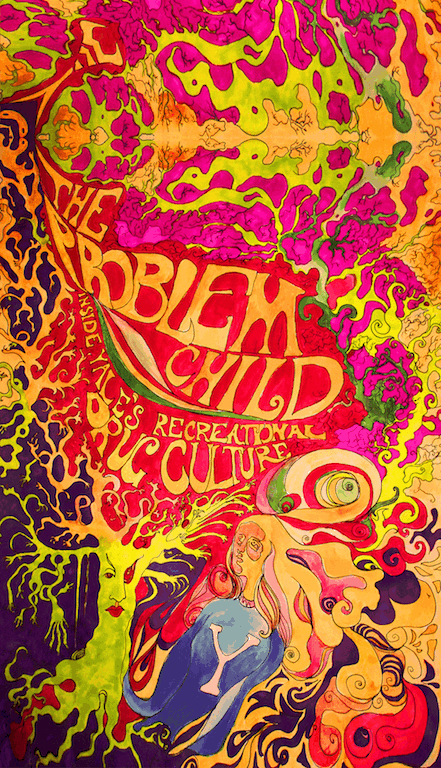 THE
PROBLEM
CHILD
INSIDE YALE'S
RECREATIONAL
DRUG CULTURE
Y